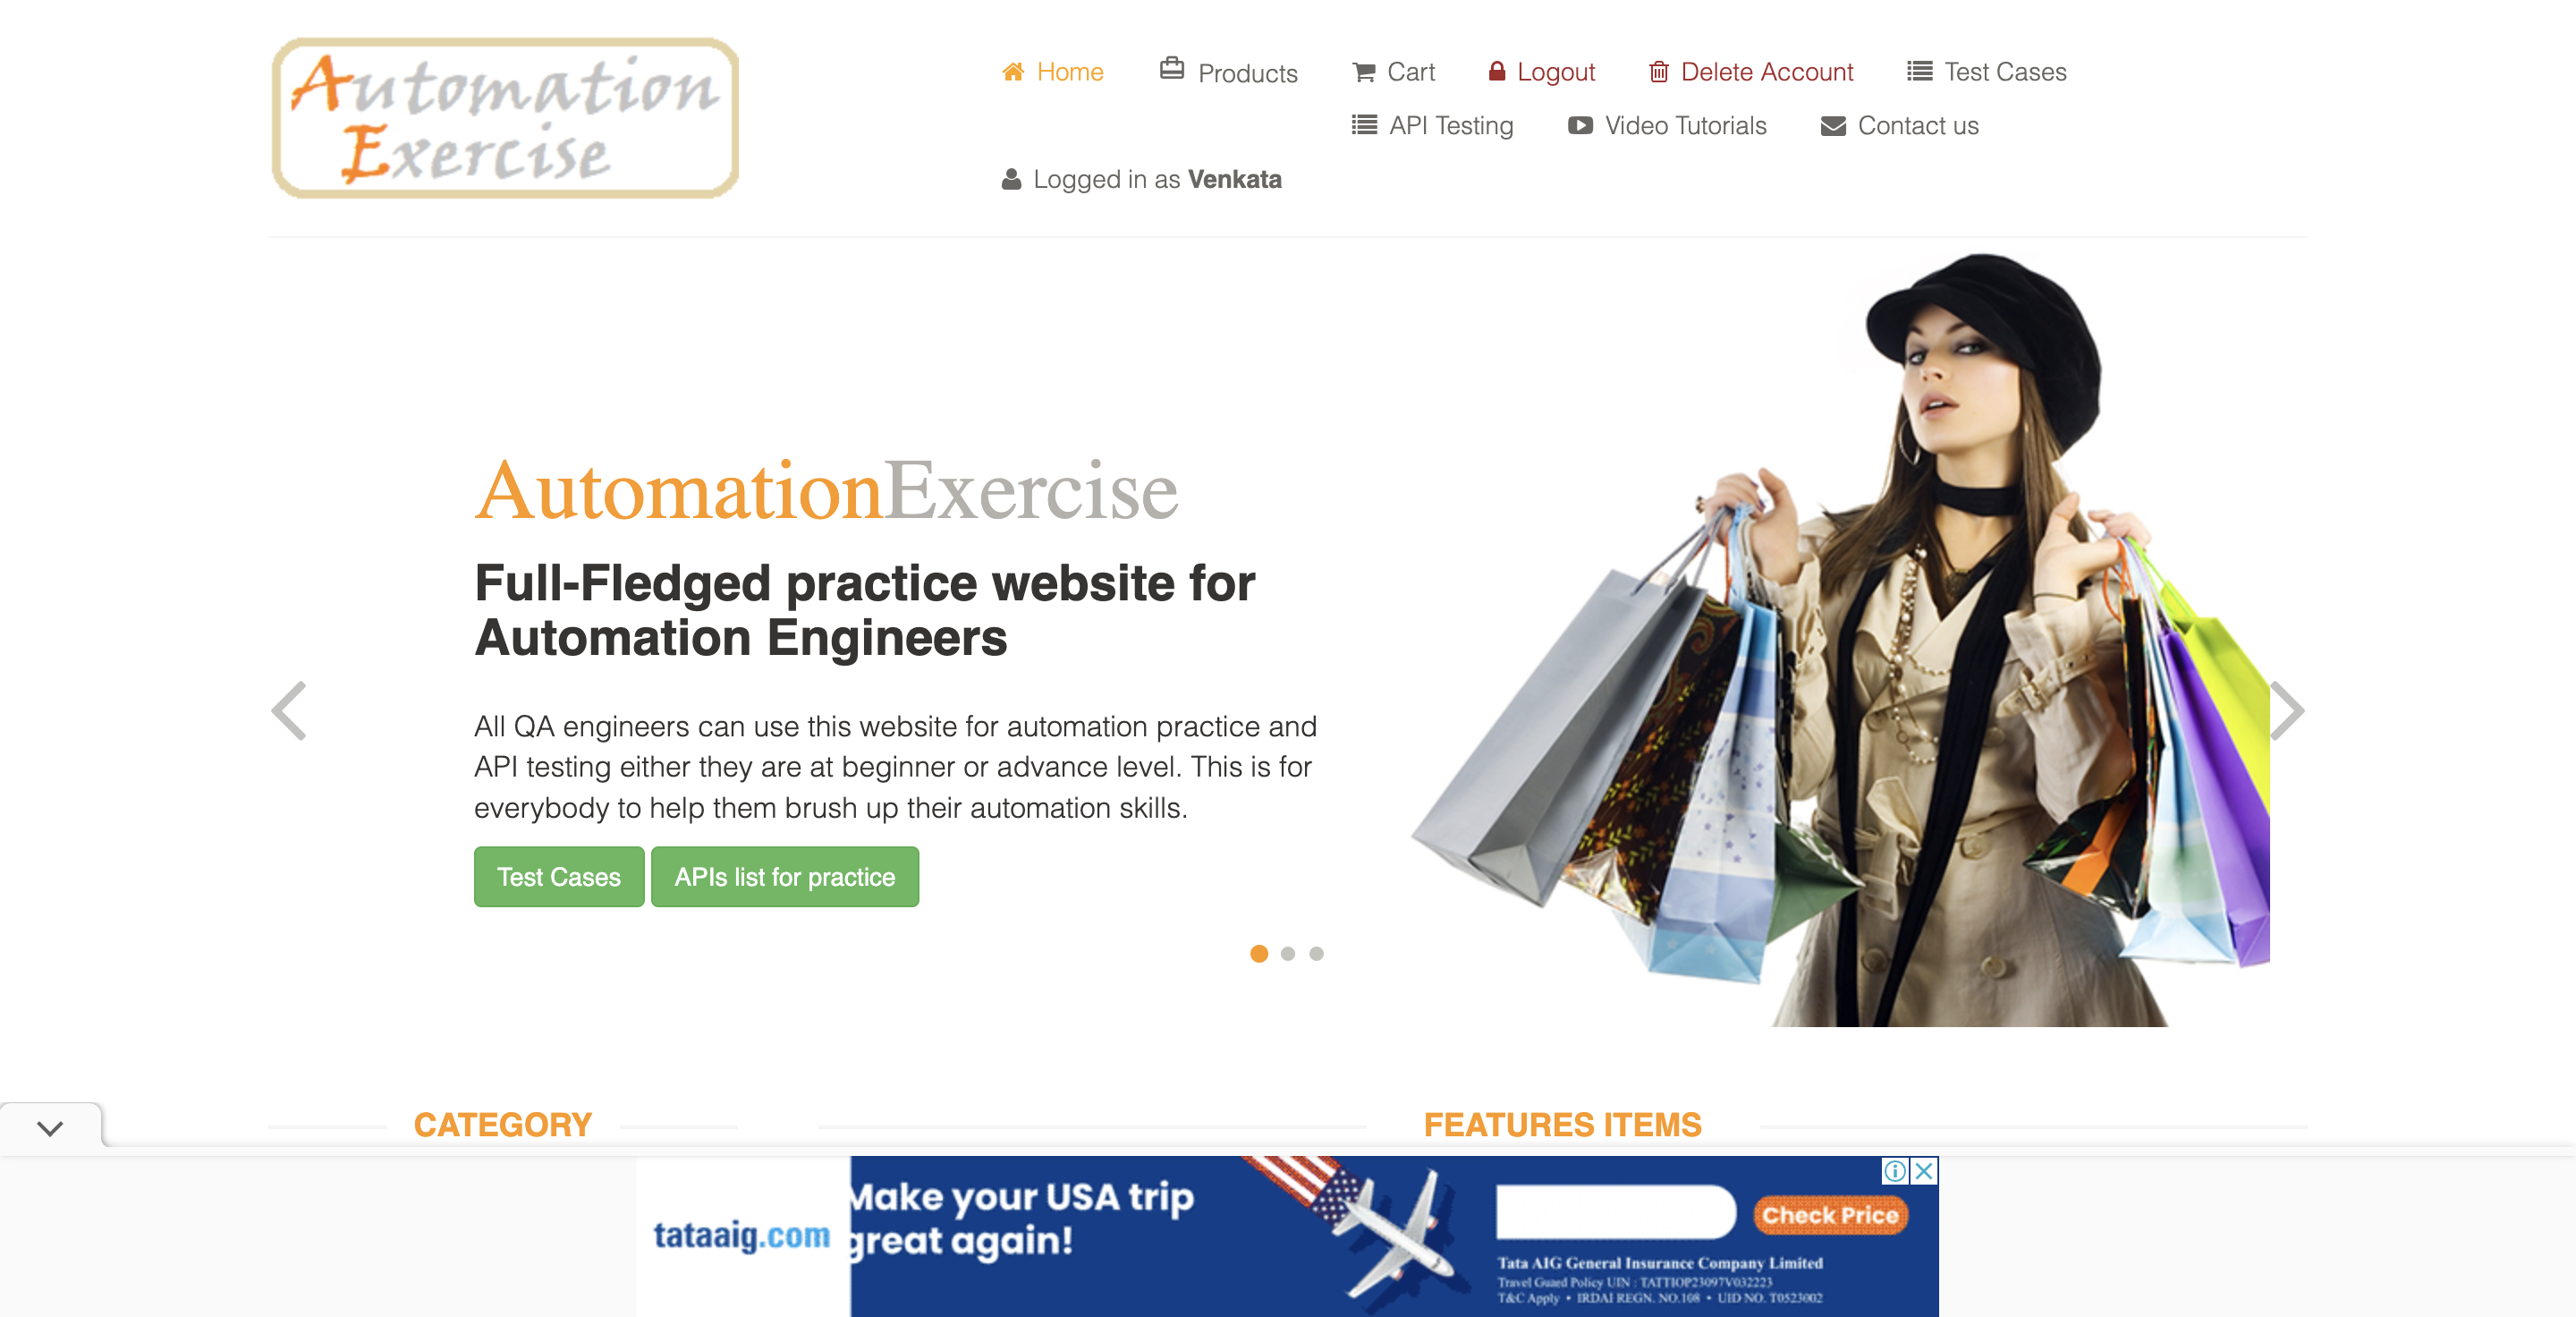 Automation
Exercise
Home Products Cart Logout Delete Account Test Cases
API Testing Video Tutorials Contact us
Logged in as Venkata
AutomationExercise
Full-Fledged practice website for
Automation Engineers
All QA engineers can use this website for automation practice and
API testing either they are at beginner or advance level. This is for
everybody to help them brush up their automation skills.
Test Cases APIs list for practice
CATEGORY
FEATURES ITEMS
tataaig.com
Make your USA trip
great again!
Check Price
Tata AIG General Insurance Company Limited
Travel Guard Policy UIN : TATTIOP23097V032223
T&C Apply • IRDAI REGN. NO.108 • UID NO. T0523002